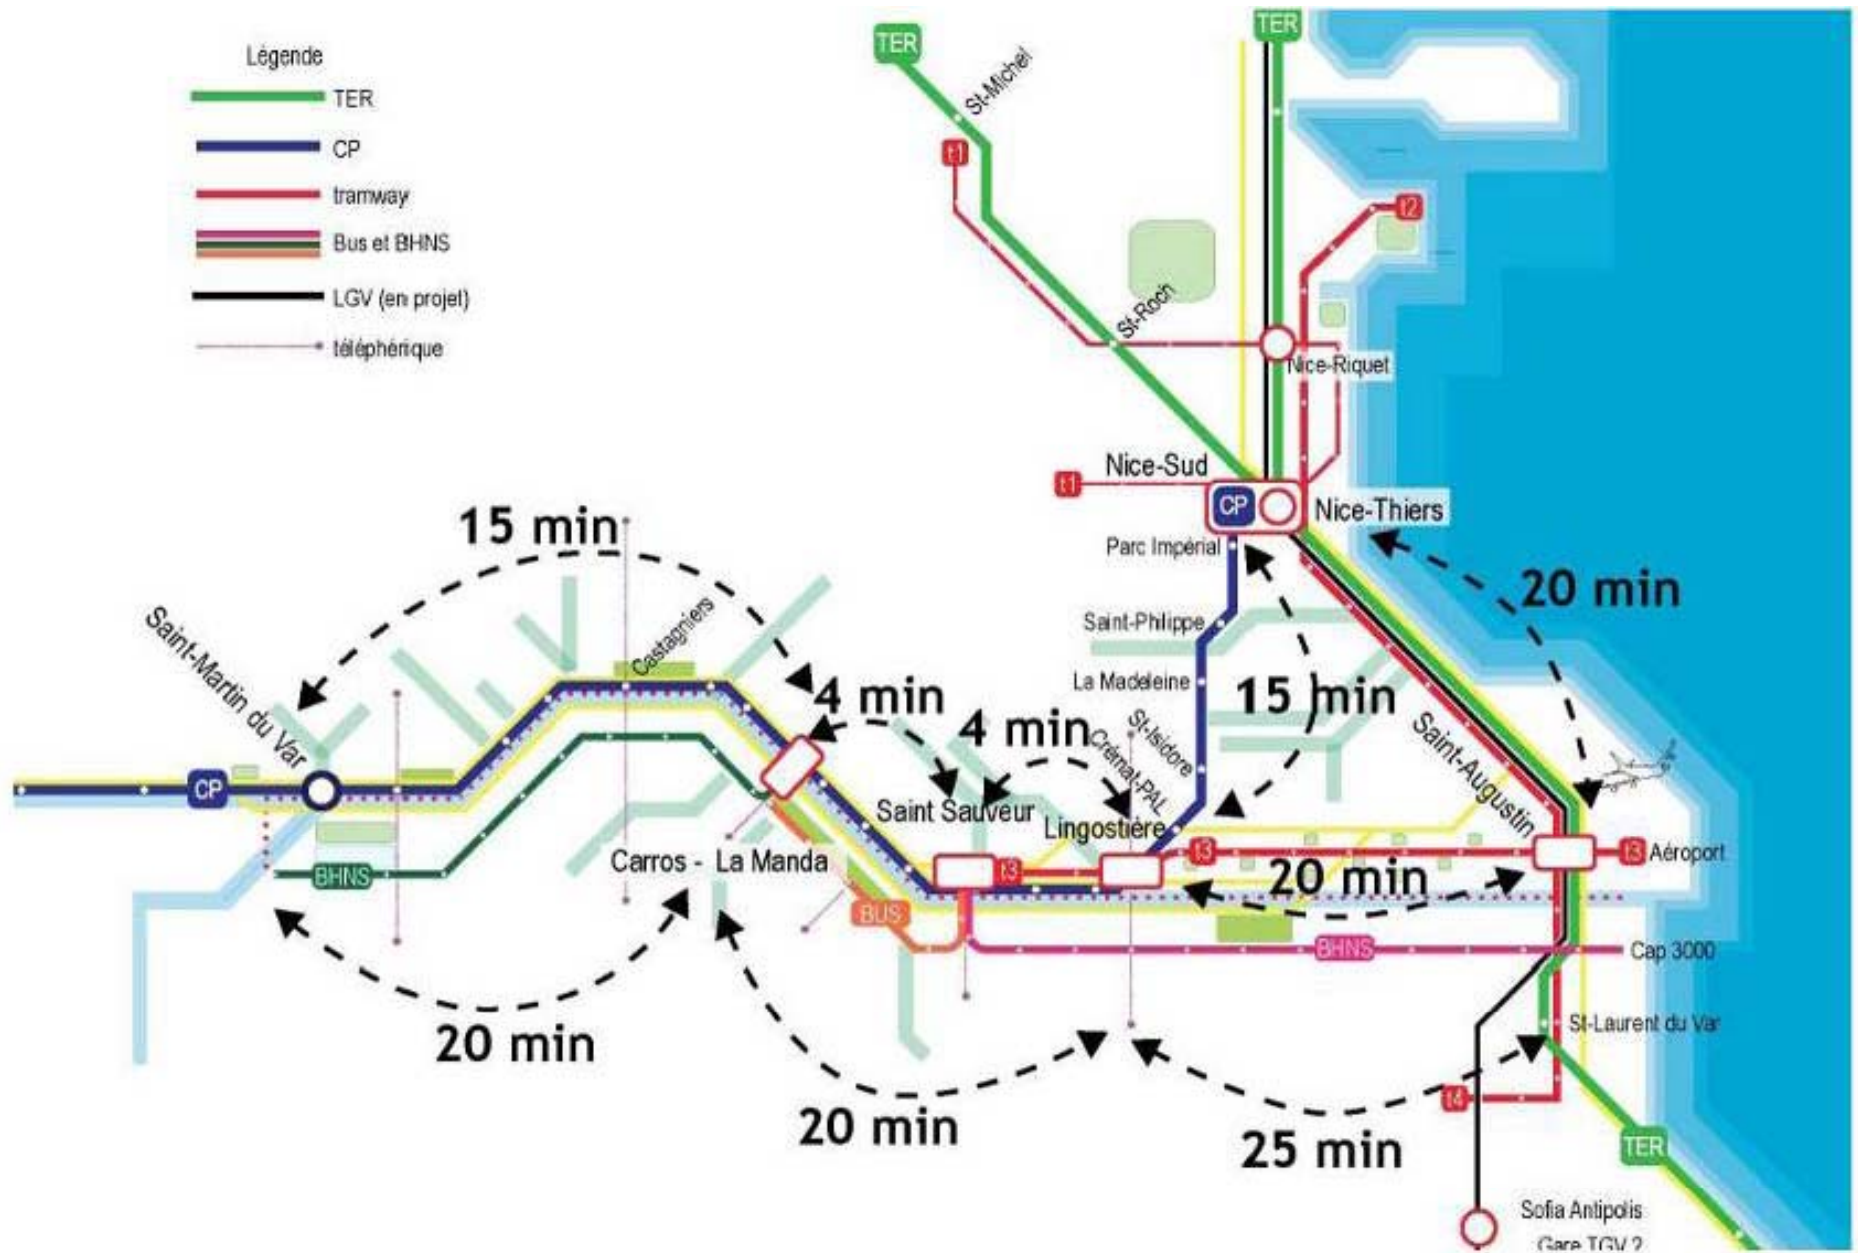 Légende
TER
CP
tramway
Bus et BHNS
LGV (en projet)
téléphérique
TER
St-Michel
t1
TER
t2
St-Roch
Nice-Riquet
Nice-Sud
t1
CP
Nice-Thiers
Parc Impérial
20 min
15 min
Saint-Philippe
Castagniers
Saint-Martin du Var
La Madeleine
15 min
4 min
4 min
St-Isidore
Crémat-PAL
Saint-Augustin
CP
Saint Sauveur
Lingostière
Carros - La Manda
t3
t3
t3 Aéroport
BHNS
20 min
BUS
BHNS
Cap 3000
20 min
St-Laurent du Var
20 min
25 min
t4
TER
Sofia Antipolis
Gare TGV ?